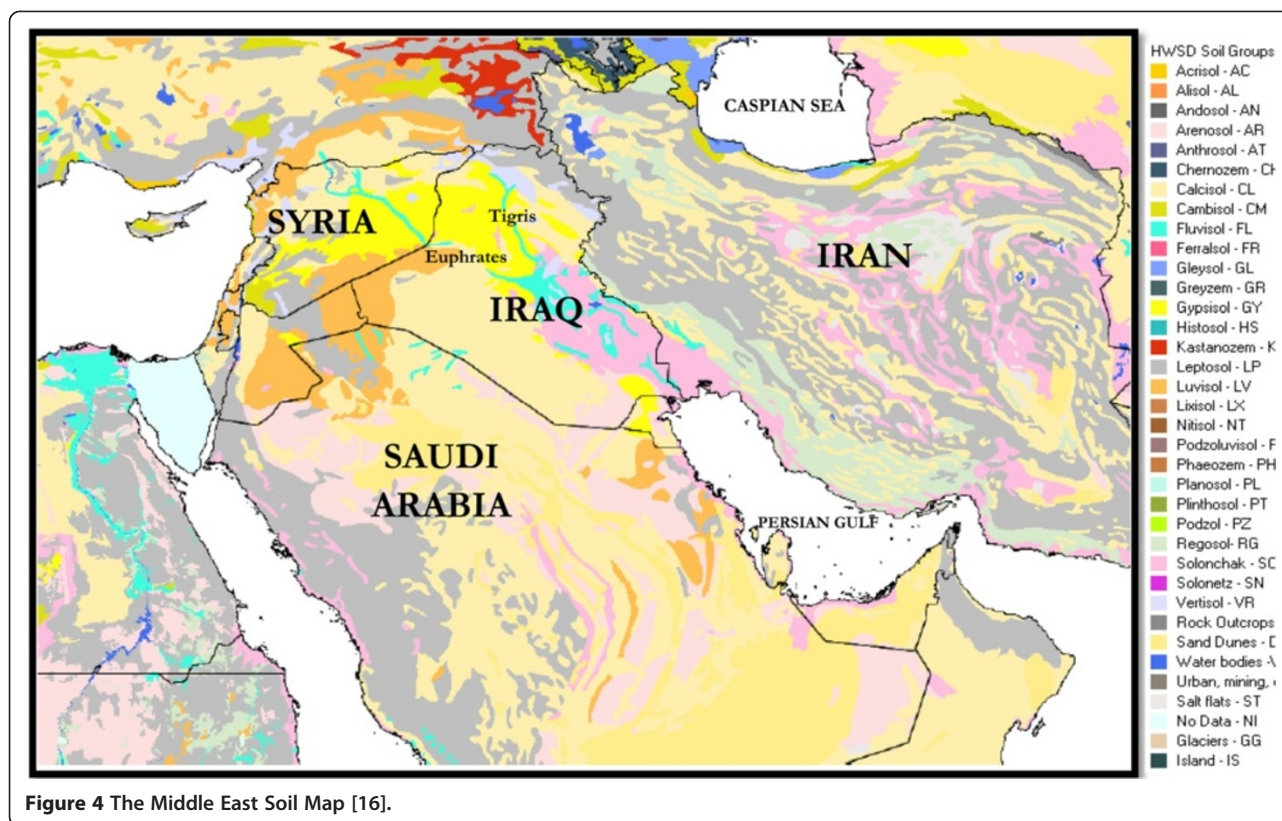 HWSD Soil Groups
CASPIAN SEA
SYRIA
Tigris
Euphrates
IRAN
IRAQ
SAUDI
ARABIA
PERSIAN GULF
Acrisol - AC
Alisol - AL
Andosol - AN
Arenosol - AR
Anthrosol - AT
Chernozem - CH
Calcisol - CL
Cambisol - CM
Fluvisol - FL
Ferralsol - FR
Gleysol - GL
Greyzem - GR
Gypsisol - GY
Histosol - HS
Kastanozem - K
Leptosol - LP
Luvisol - LV
Lixisol - LX
Nitisol - NT
Podzoluvisol - P
Phaeozem - PH
Planosol - PL
Plinthosol - PT
Podzol - PZ
Regosol - RG
Solonchak - SC
Solonetz - SN
Vertisol - VR
Rock Outcrops
Sand Dunes - D
Water bodies -
Urban, mining,
Salt flats - ST
No Data - NI
Glaciers - GG
Island - IS
Figure 4 The Middle East Soil Map [16].